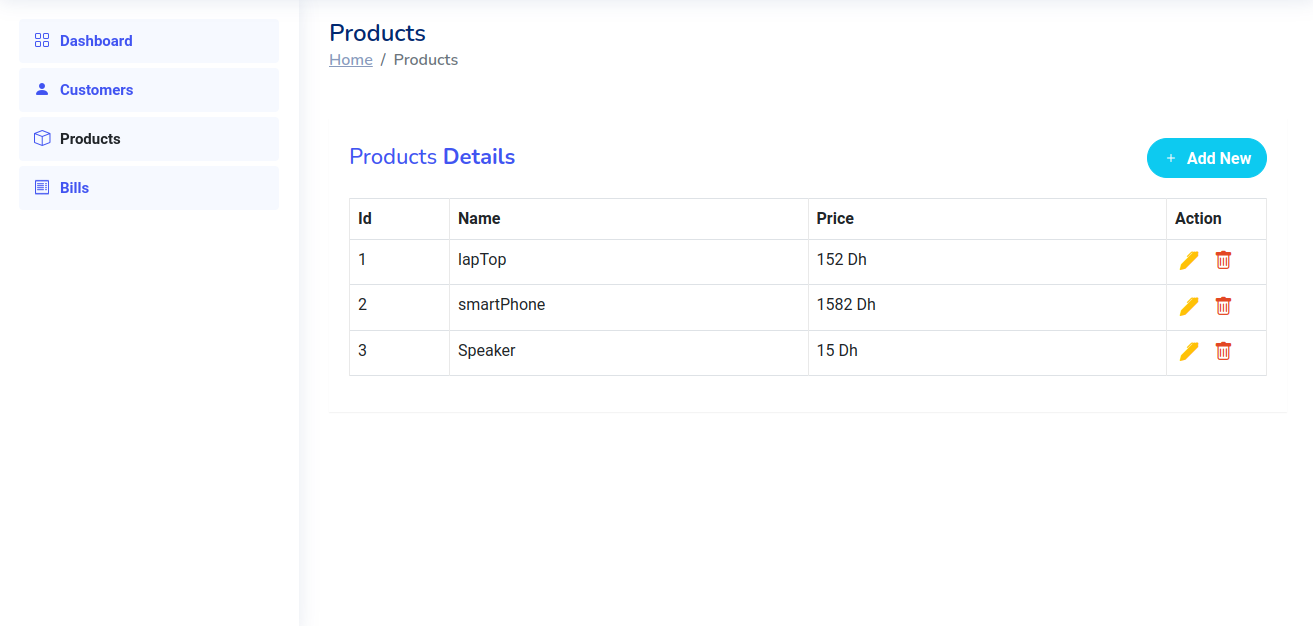 Dashboard
Customers
Products
Bills
Products
Home / Products
Products Details
+ Add New
Id Name Price Action
1 lapTop 152 Dh
2 smartPhone 1582 Dh
3 Speaker 15 Dh